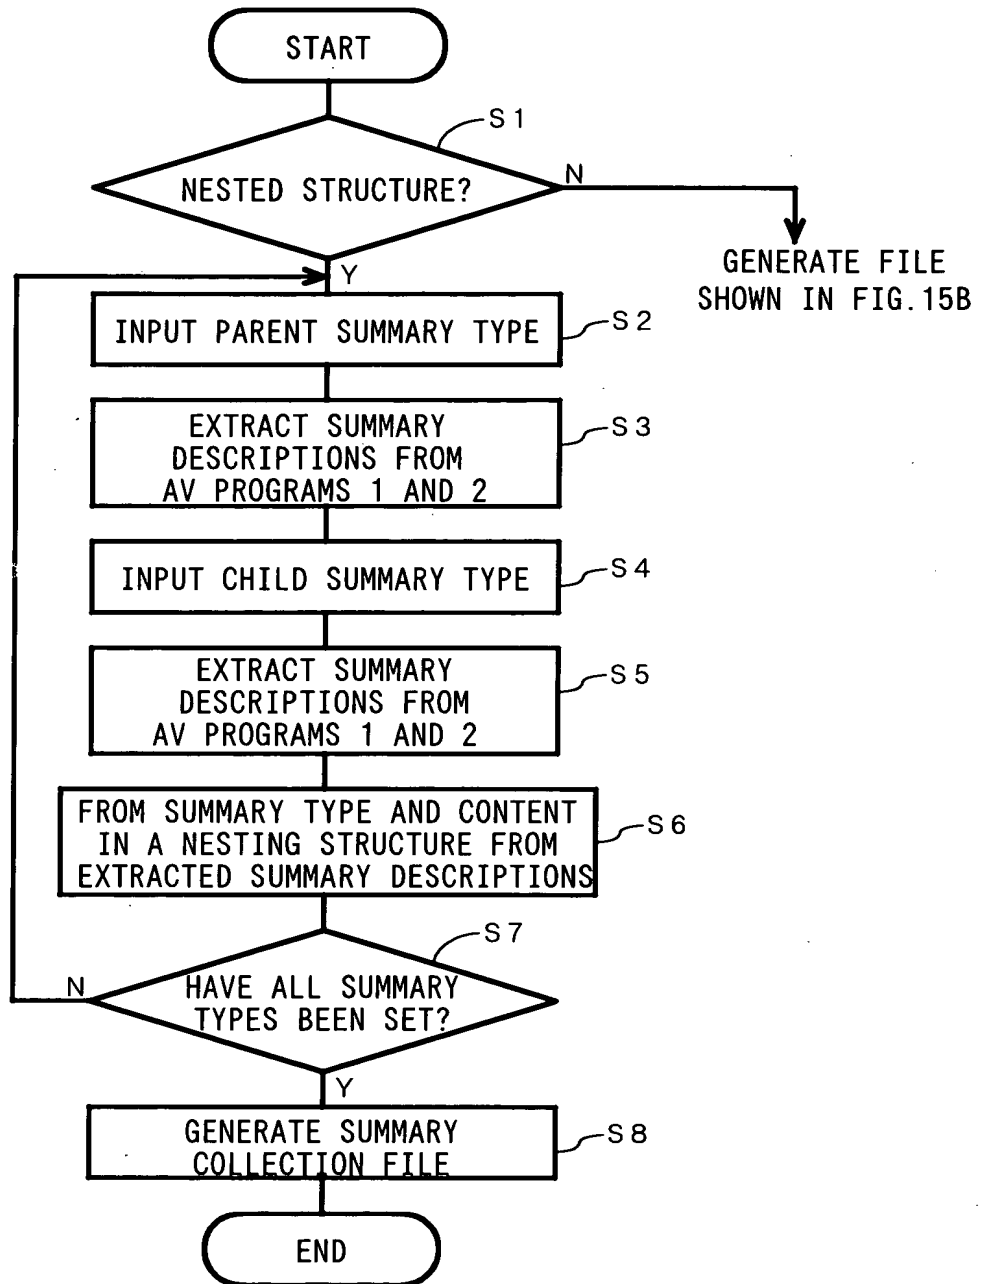 START
S1
NESTED STRUCTURE?
N
Y
GENERATE FILE
SHOWN IN FIG.15B
INPUT PARENT SUMMARY TYPE
S2
EXTRACT SUMMARY
DESCRIPTIONS FROM
AV PROGRAMS 1 AND 2
S3
INPUT CHILD SUMMARY TYPE
S4
EXTRACT SUMMARY
DESCRIPTIONS FROM
AV PROGRAMS 1 AND 2
S5
FROM SUMMARY TYPE AND CONTENT
IN A NESTING STRUCTURE FROM
EXTRACTED SUMMARY DESCRIPTIONS
S6
S7
N
HAVE ALL SUMMARY
TYPES BEEN SET?
Y
GENERATE SUMMARY
COLLECTION FILE
S8
END